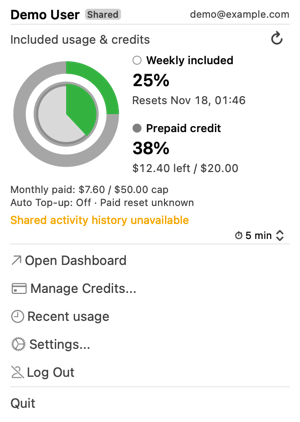 Demo User Shared demo@example.com
Included usage & credits
Weekly included
25%
Resets Nov 18, 01:46
Prepaid credit
38%
$12.40 left / $20.00
Monthly paid: $7.60 / $50.00 cap
Auto Top-up: Off · Paid reset unknown
Shared activity history unavailable
5 min
Open Dashboard
Manage Credits...
Recent usage
Settings...
Log Out
Quit